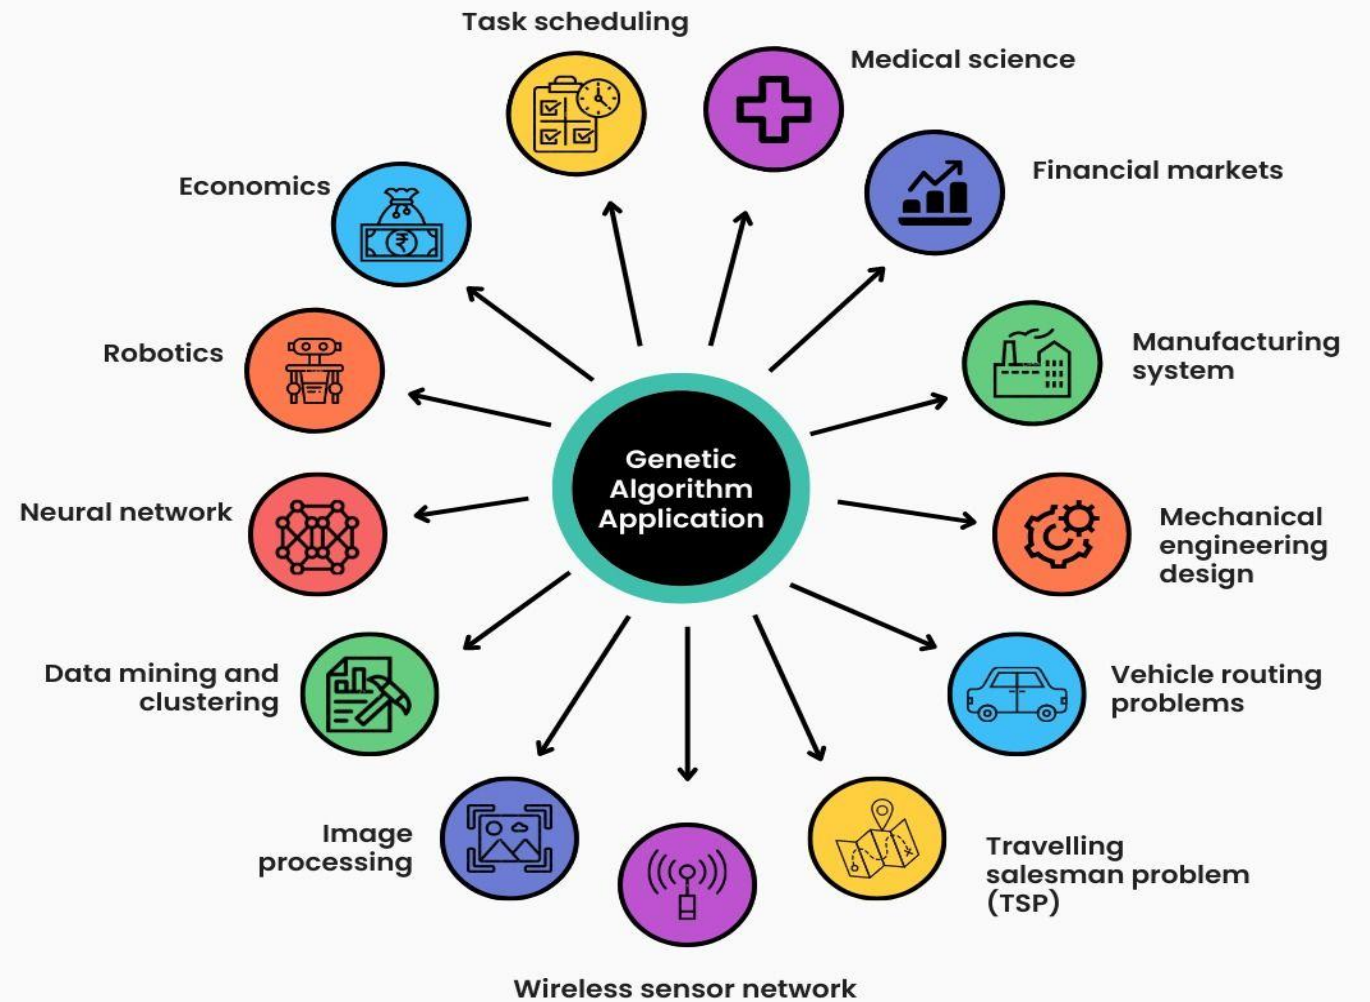 Task scheduling
Medical science
Financial markets
Economics
₹
Robotics
Manufacturing
system
Genetic
Algorithm
Application
Neural network
Mechanical
engineering
design
Data mining and
clustering
Vehicle routing
problems
Image
processing
Travelling
salesman problem
(TSP)
Wireless sensor network